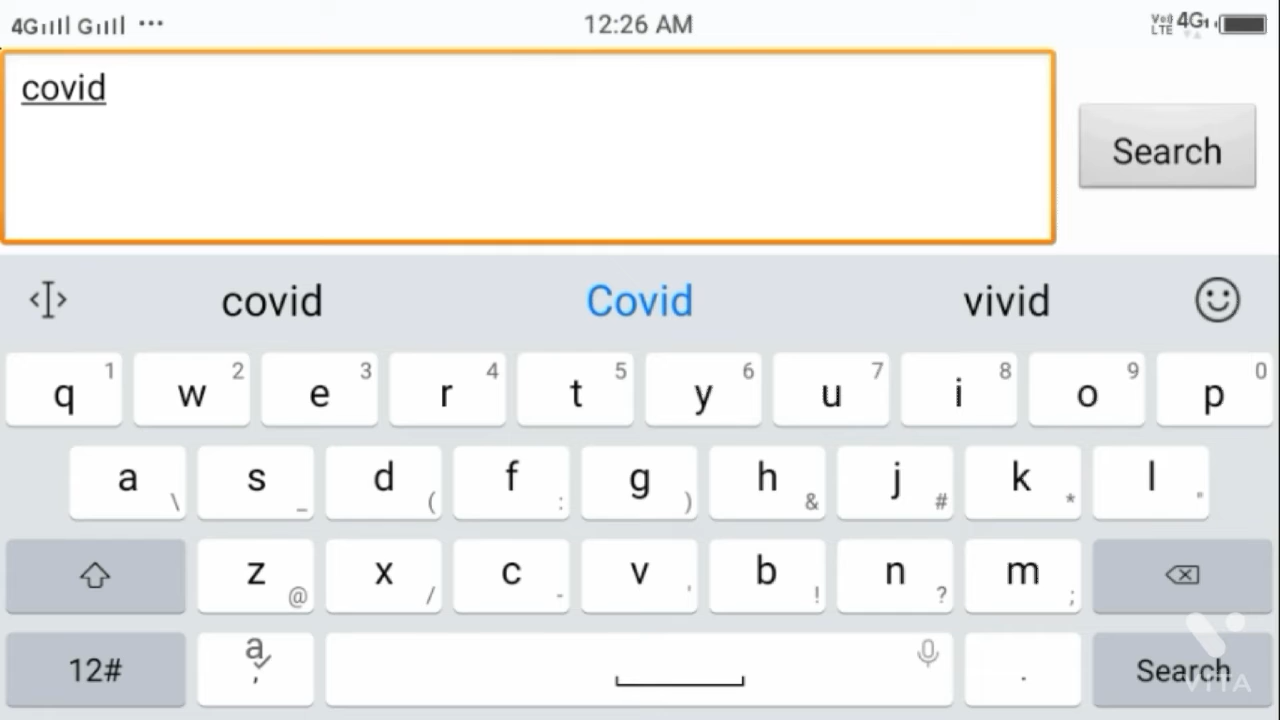 4G G ... 12:26 AM VoLTE 4G
covid
Search
covid Covid vivid
q 1 w 2 e 3 r 4 t 5 y 6 u 7 i 8 o 9 p 0
a \ s _ d ( f : g ) h & j # k * l "
z @ x / c - v ' b ! n ? m ;
12# a , . Search
VITA